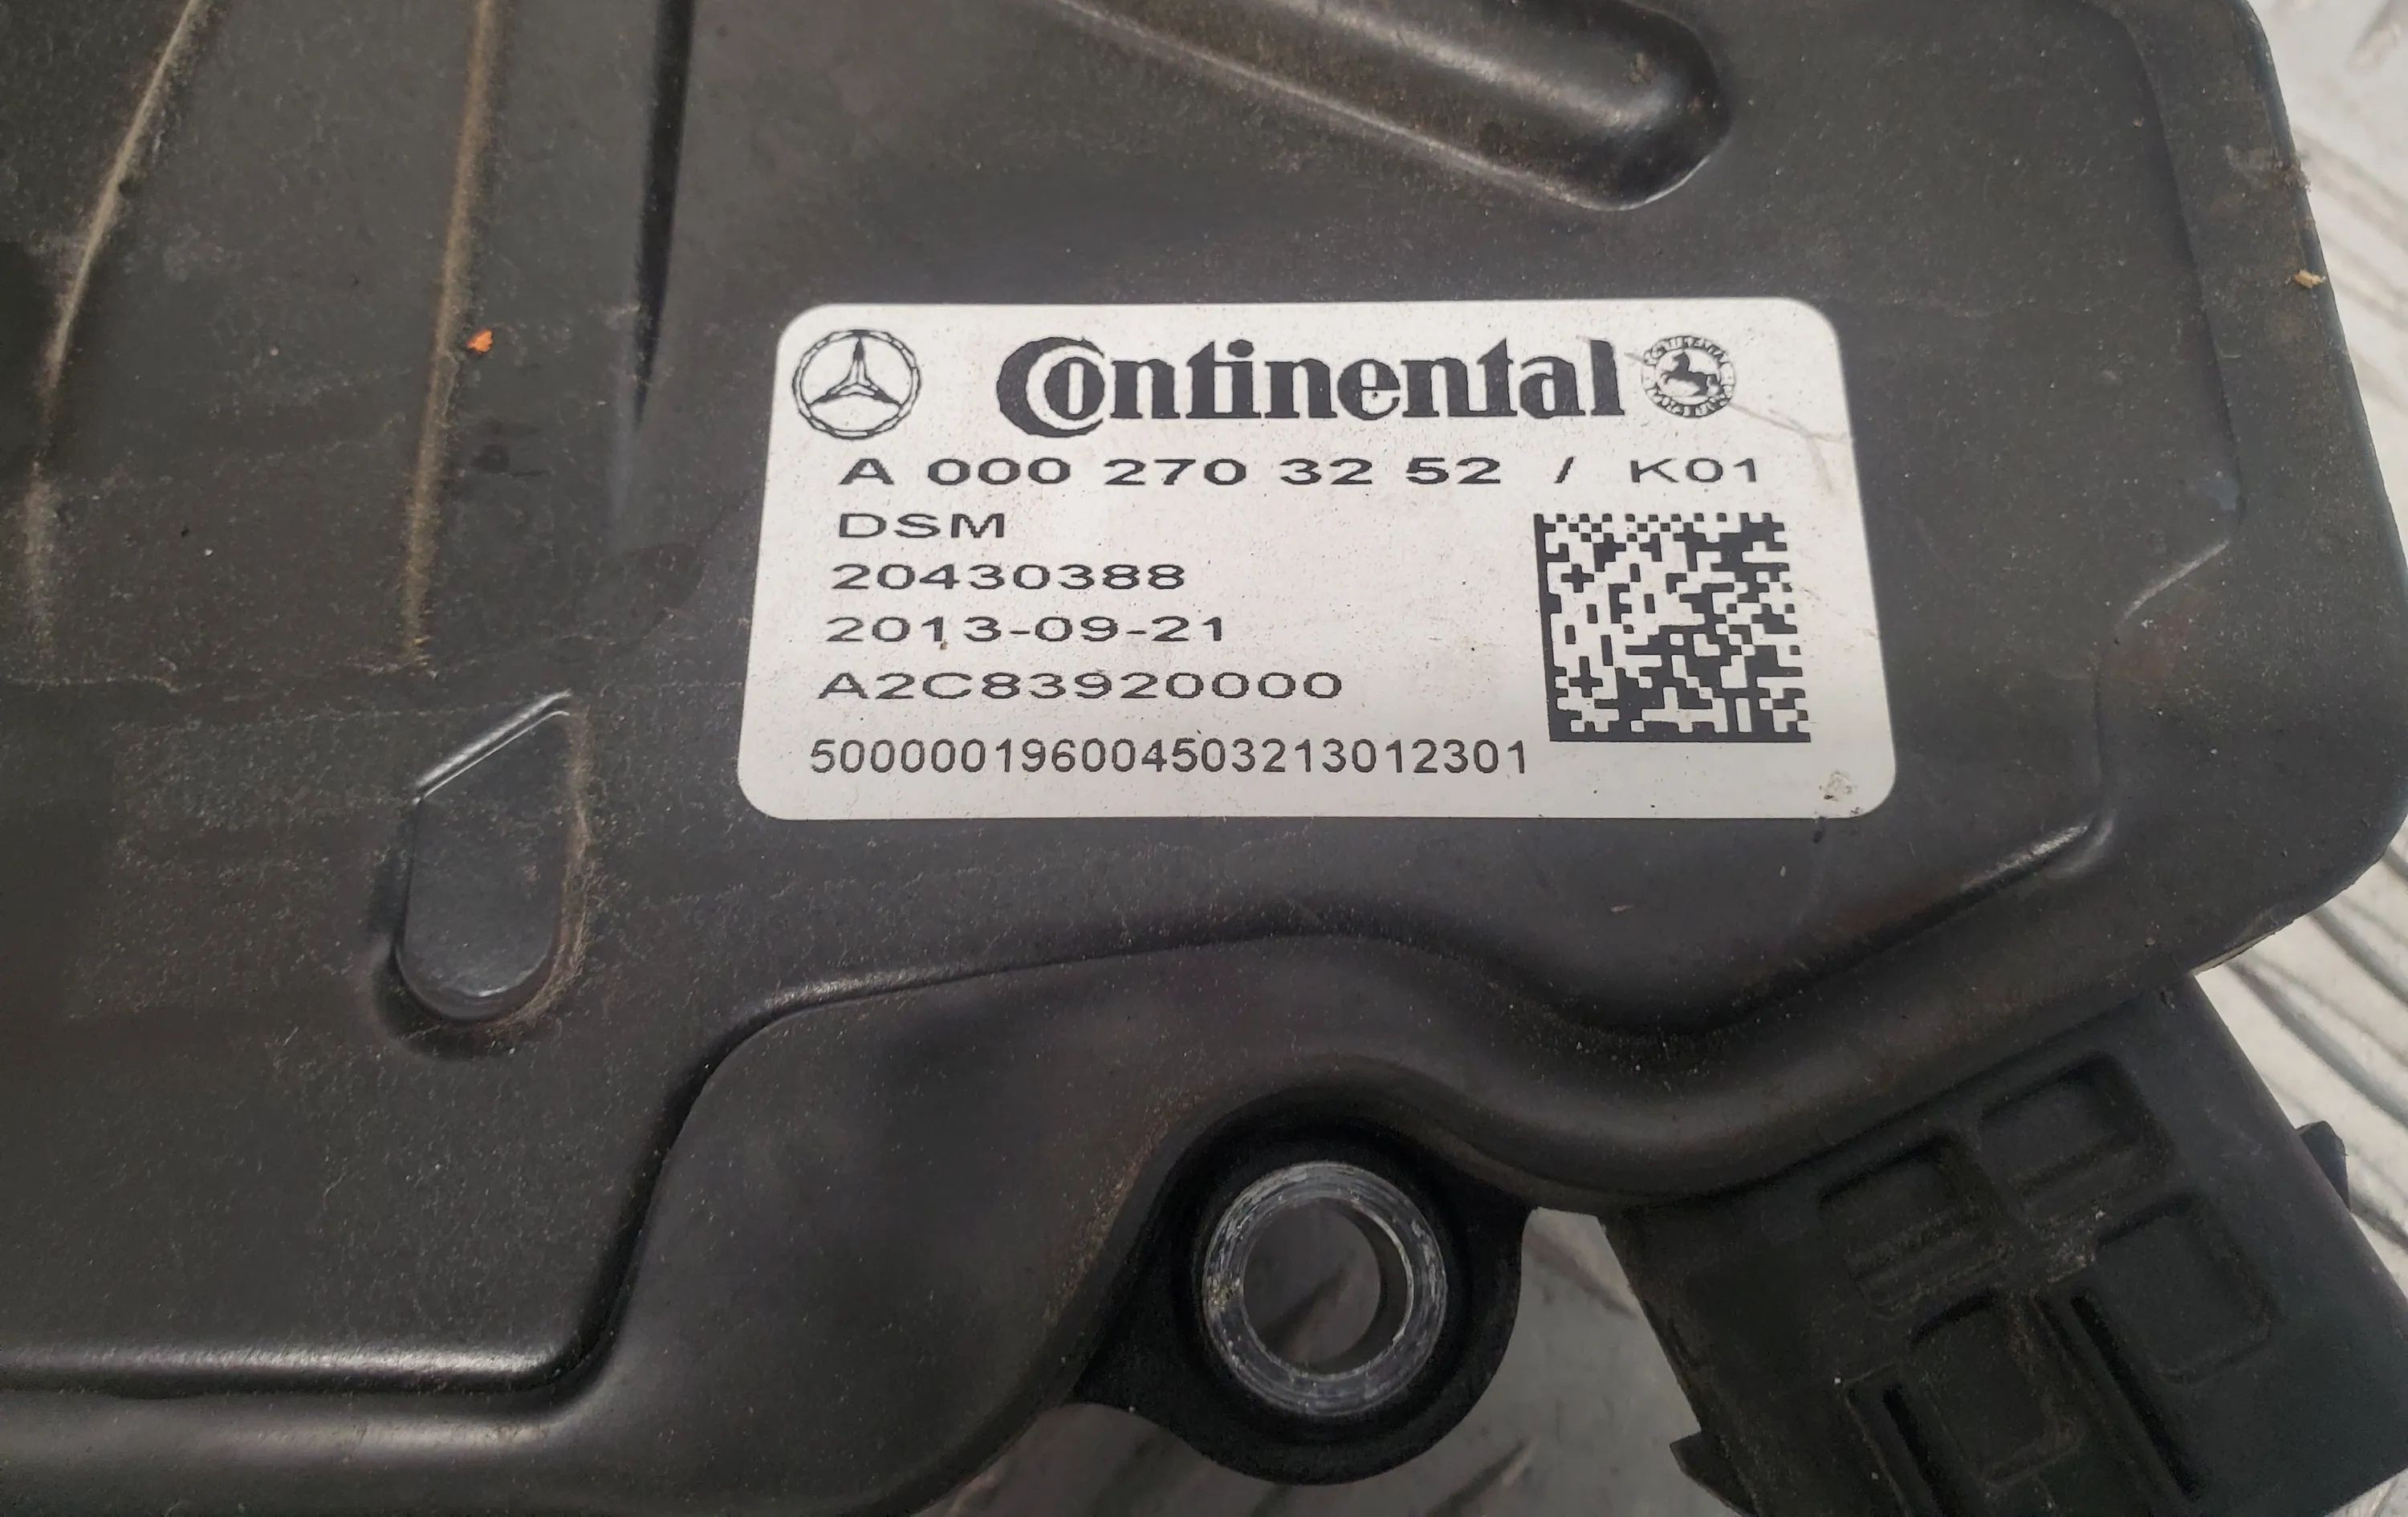 Continental
A 000 270 32 52 / K01
DSM
20430388
2013-09-21
A2C83920000
500000196004503213012301